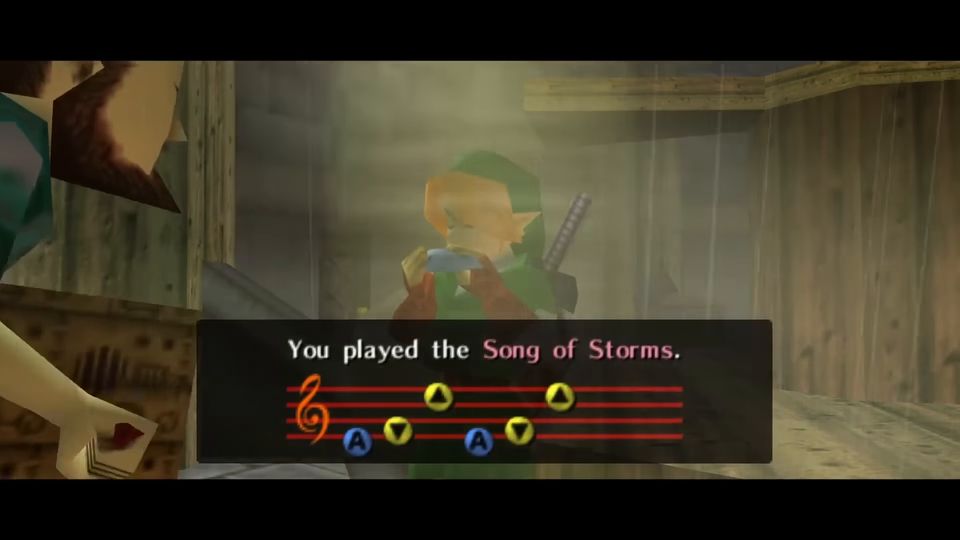 You played the Song of Storms.
A ▼ ▲ A ▼ ▲